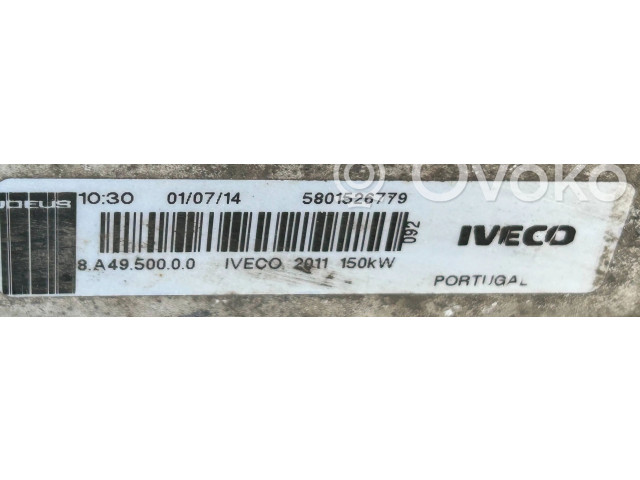 10:30 01/07/14 5801526779
092
IVECO
8.A49.500.0.0 IVECO 2011 150kW
PORTUGAL
Ovoko